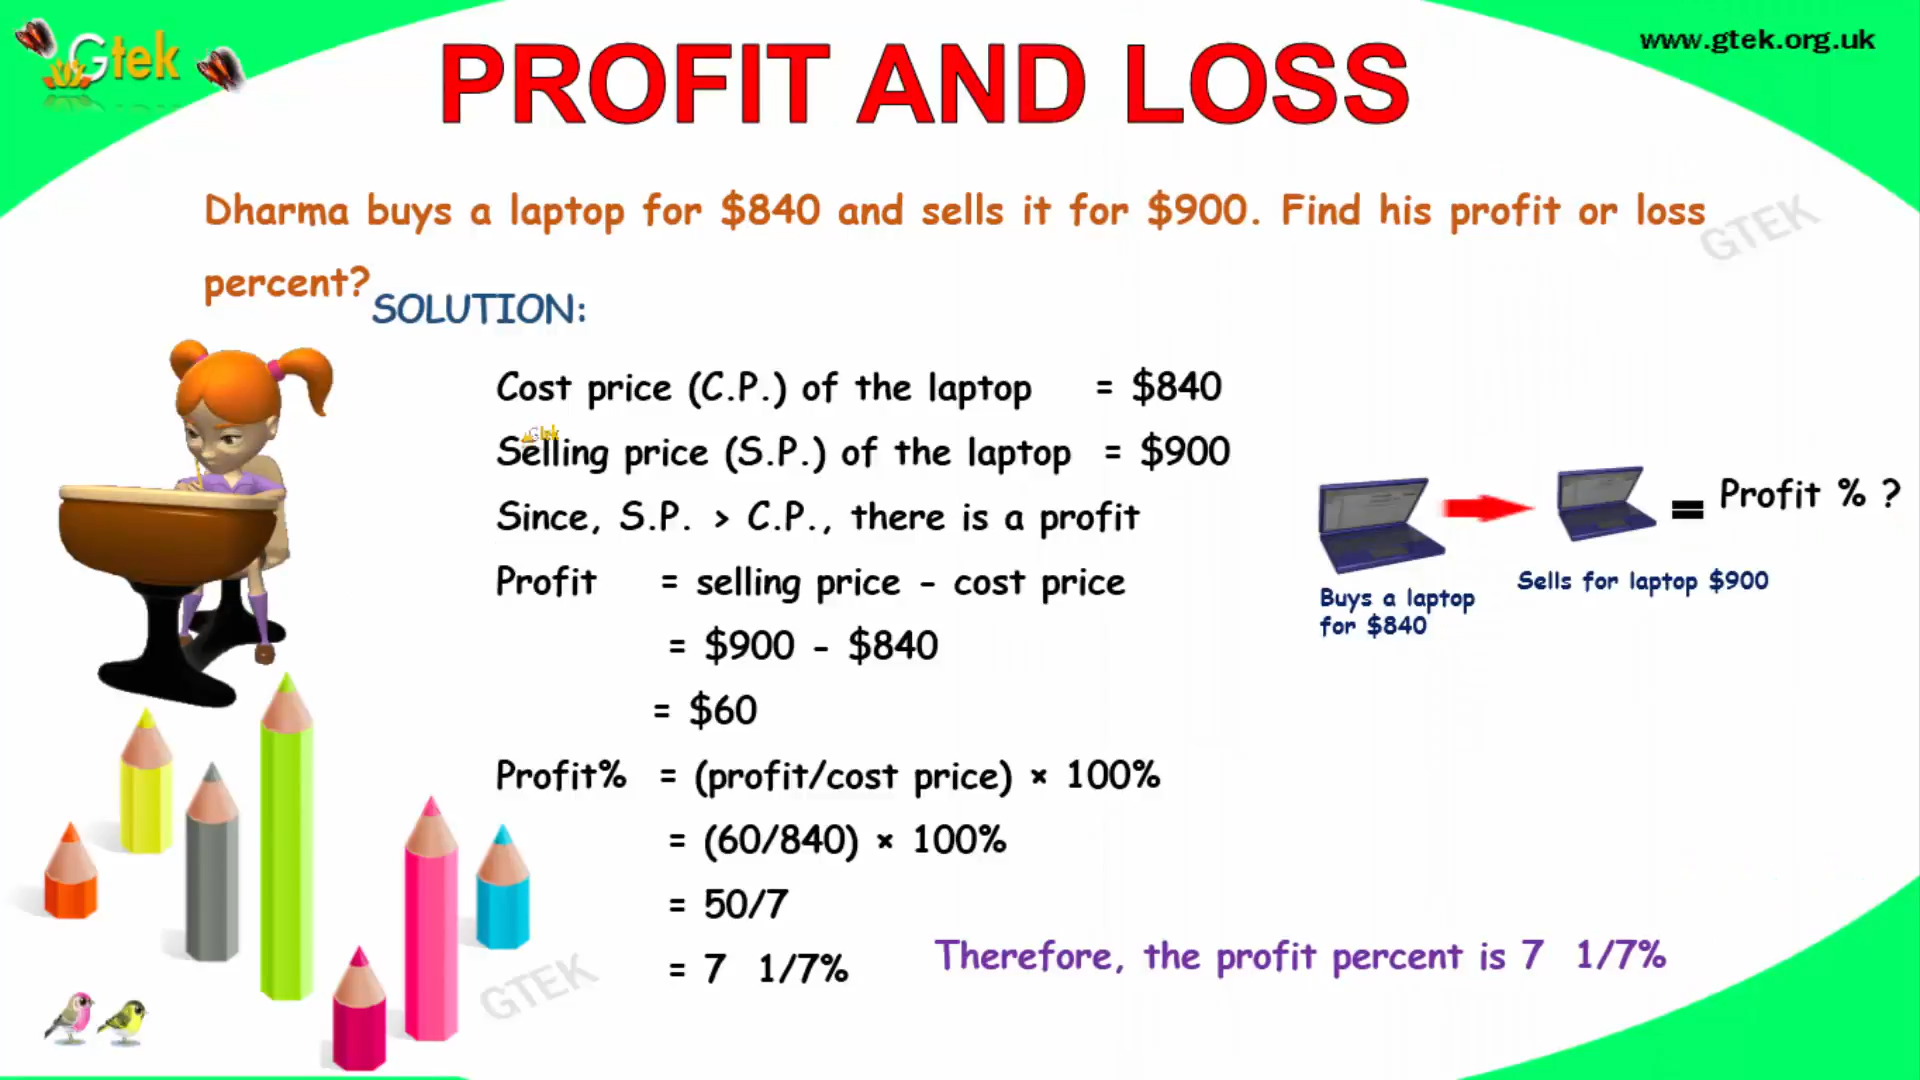 Gtek
www.gtek.org.uk
PROFIT AND LOSS
Dharma buys a laptop for $840 and sells it for $900. Find his profit or loss
percent?
GTEK
SOLUTION:
Cost price (C.P.) of the laptop = $840
Gtek
Selling price (S.P.) of the laptop = $900
Since, S.P. > C.P., there is a profit
Profit = selling price - cost price
= $900 - $840
= $60
Profit% = (profit/cost price) × 100%
= (60/840) × 100%
= 50/7
= 7 1/7%
= Profit % ?
Buys a laptop
for $840
Sells for laptop $900
Therefore, the profit percent is 7 1/7%
GTEK